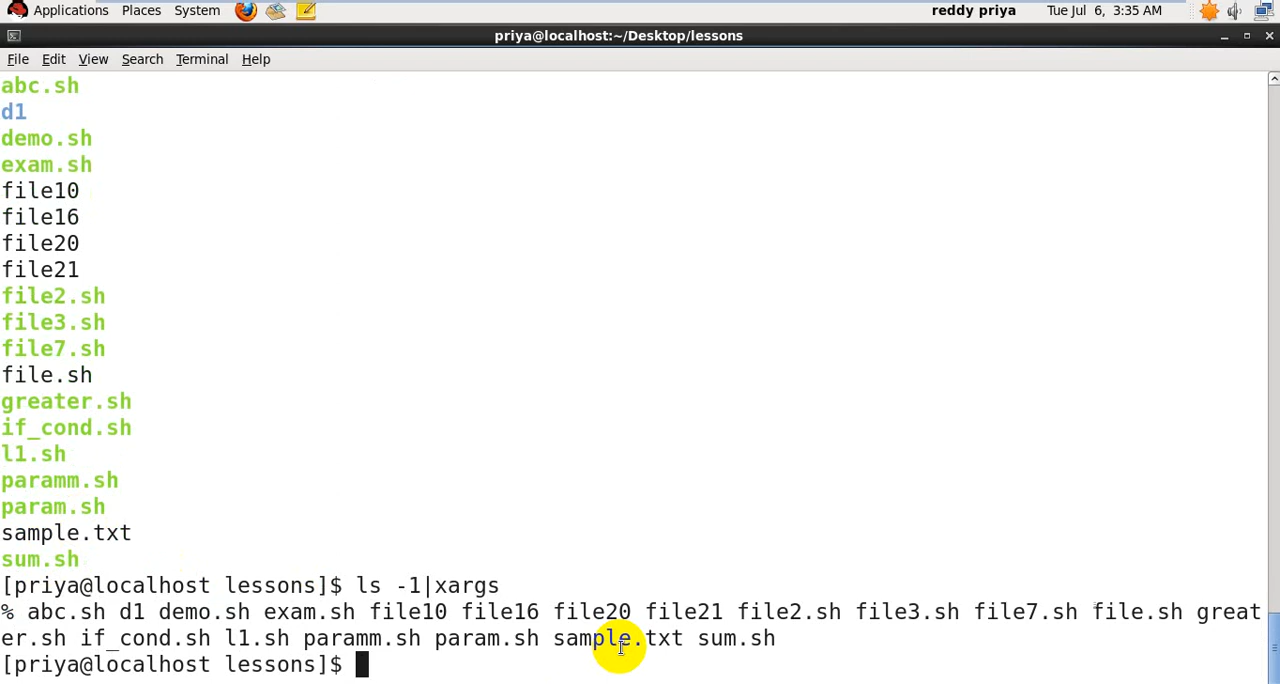 Applications Places System reddy priya Tue Jul 6, 3:35 AM
priya@localhost:~/Desktop/lessons
File Edit View Search Terminal Help
abc.sh
d1
demo.sh
exam.sh
file10
file16
file20
file21
file2.sh
file3.sh
file7.sh
file.sh
greater.sh
if_cond.sh
l1.sh
paramm.sh
param.sh
sample.txt
sum.sh
[priya@localhost lessons]$ ls -1|xargs
% abc.sh d1 demo.sh exam.sh file10 file16 file20 file21 file2.sh file3.sh file7.sh file.sh great
er.sh if_cond.sh l1.sh paramm.sh param.sh sample.txt sum.sh
[priya@localhost lessons]$